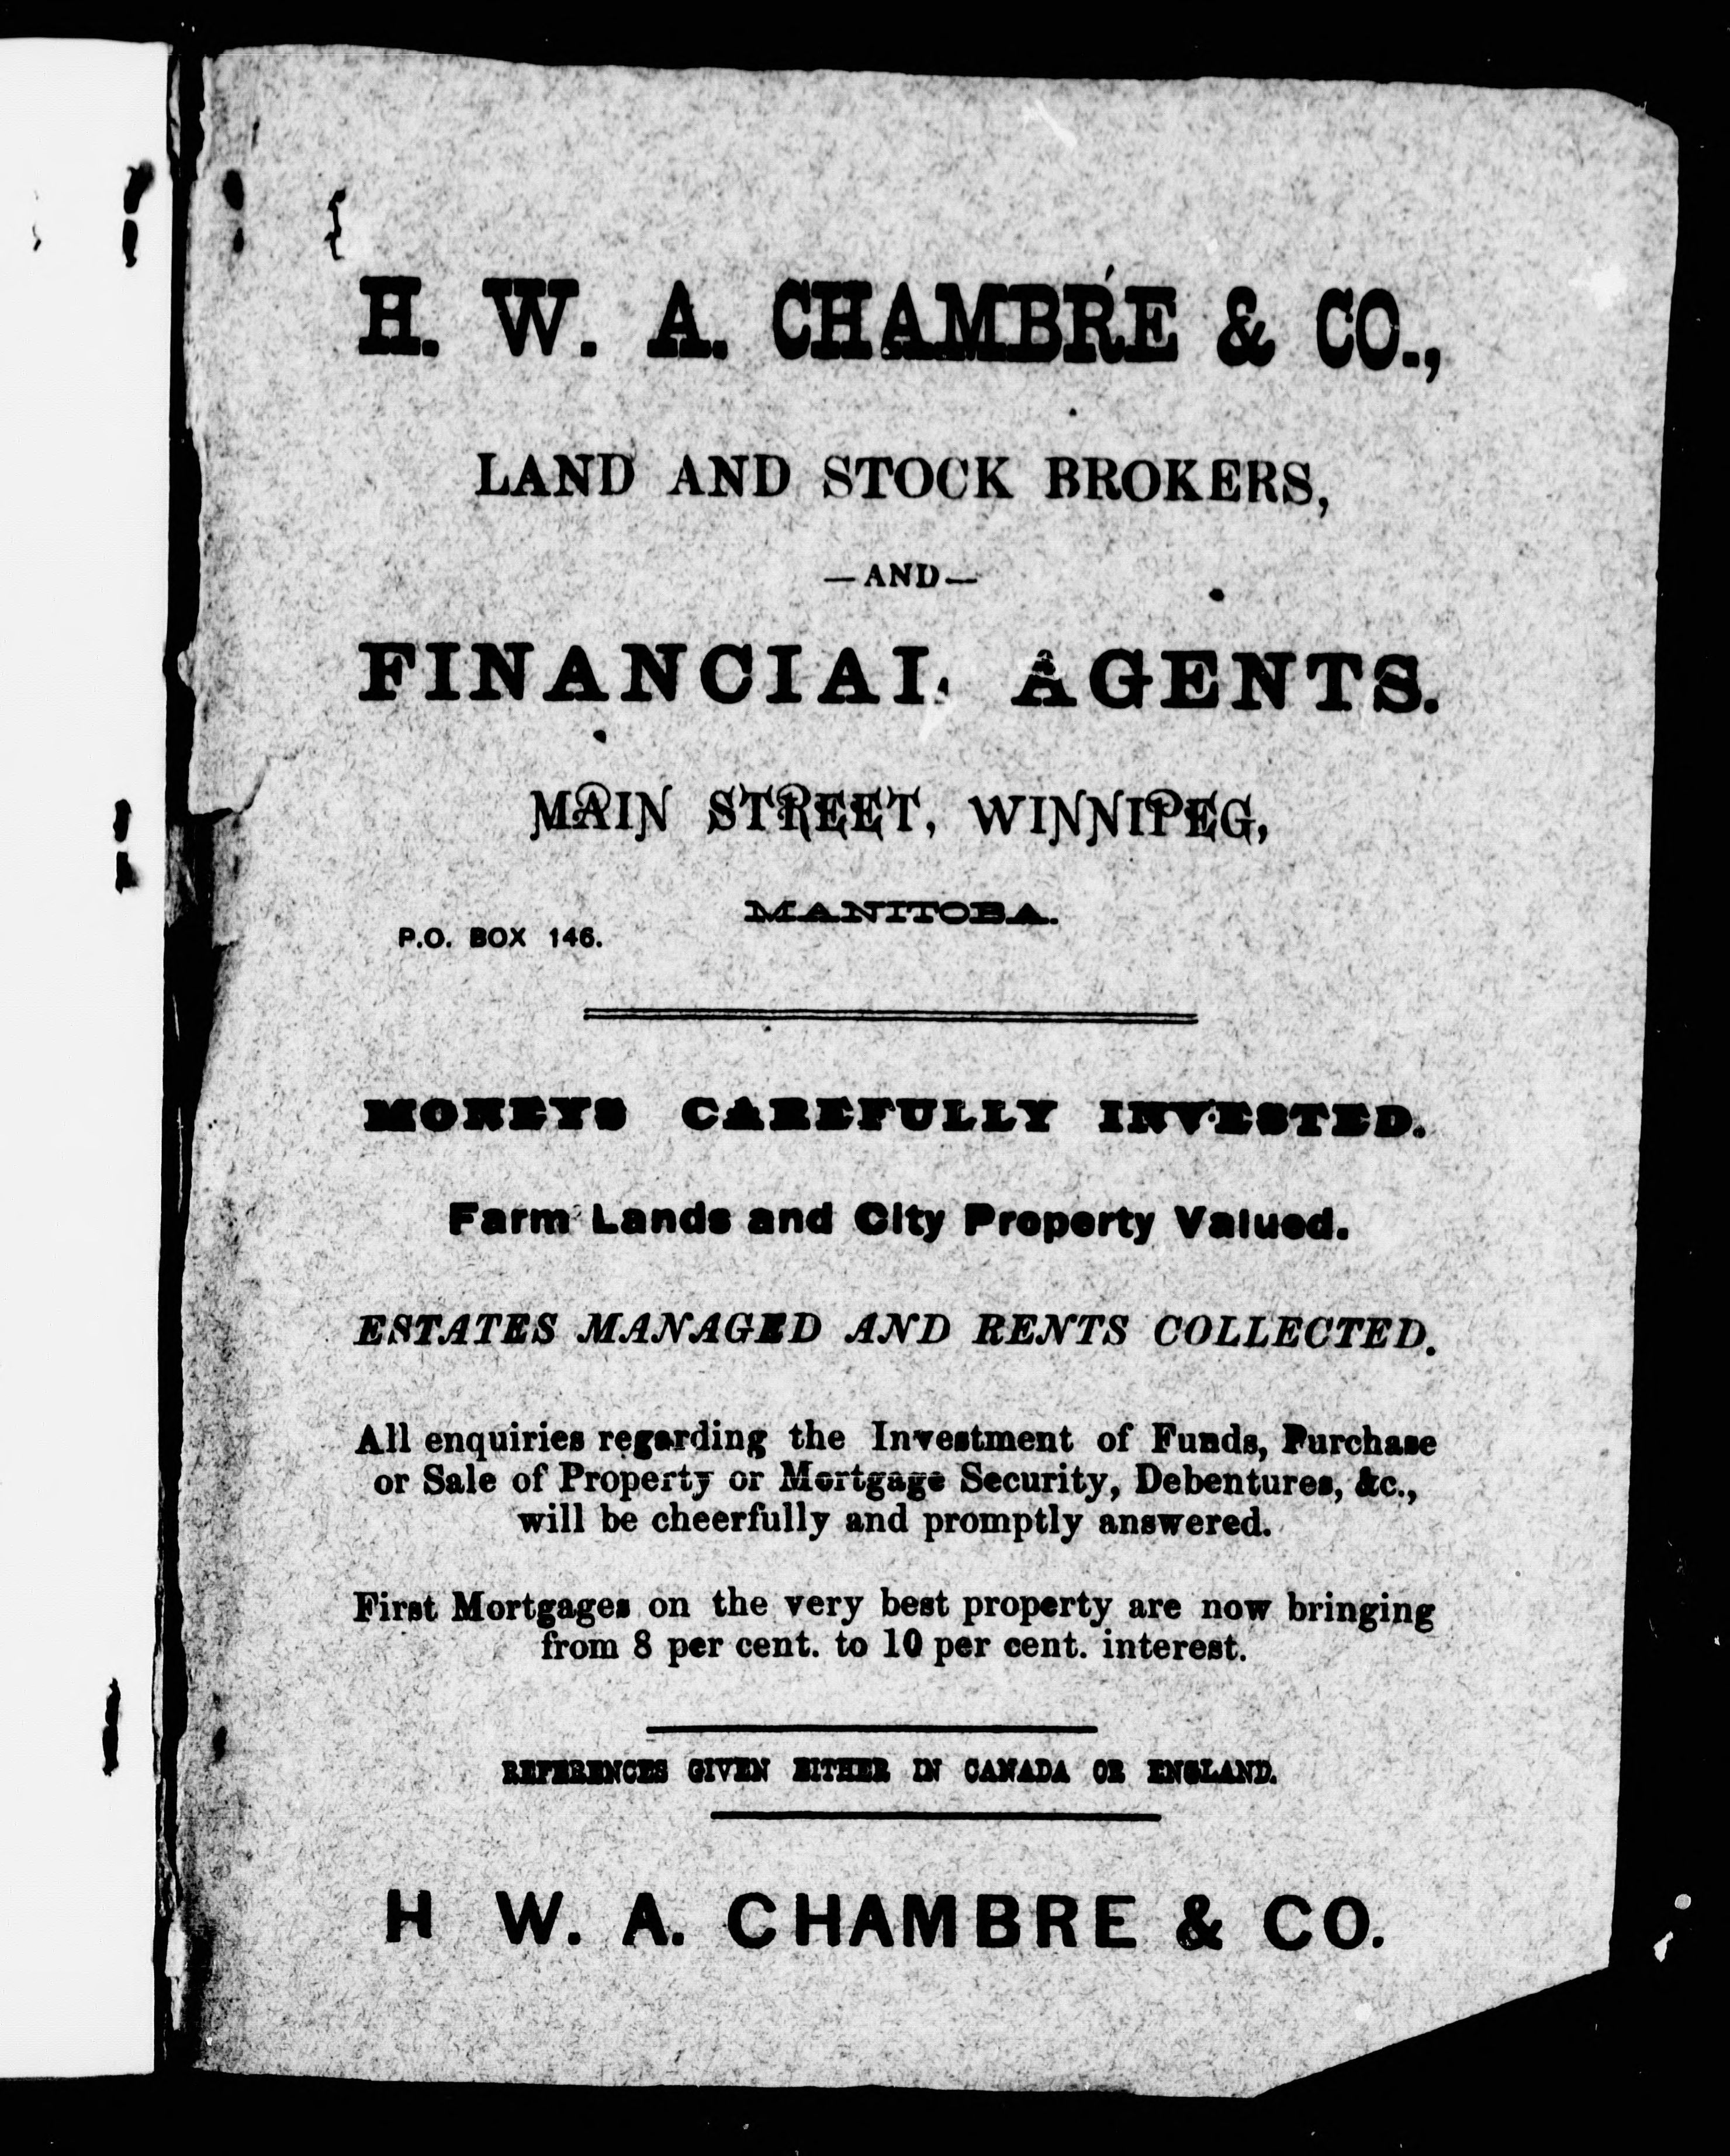 H. W. A. CHAMBRÉ & CO.,
LAND AND STOCK BROKERS,
—AND—
FINANCIAL AGENTS.
MAIN STREET, WINNIPEG,
MANITOBA.
P.O. BOX 146.
MONEYS CAREFULLY INVESTED.
Farm Lands and City Property Valued.
ESTATES MANAGED AND RENTS COLLECTED.
All enquiries regarding the Investment of Funds, Purchase
or Sale of Property or Mortgage Security, Debentures, &c.,
will be cheerfully and promptly answered.
First Mortgages on the very best property are now bringing
from 8 per cent. to 10 per cent. interest.
REFERENCES GIVEN EITHER IN CANADA OR ENGLAND.
H W. A. CHAMBRE & CO.